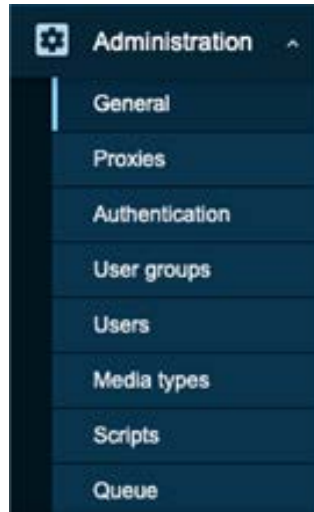 Administration
General
Proxies
Authentication
User groups
Users
Media types
Scripts
Queue